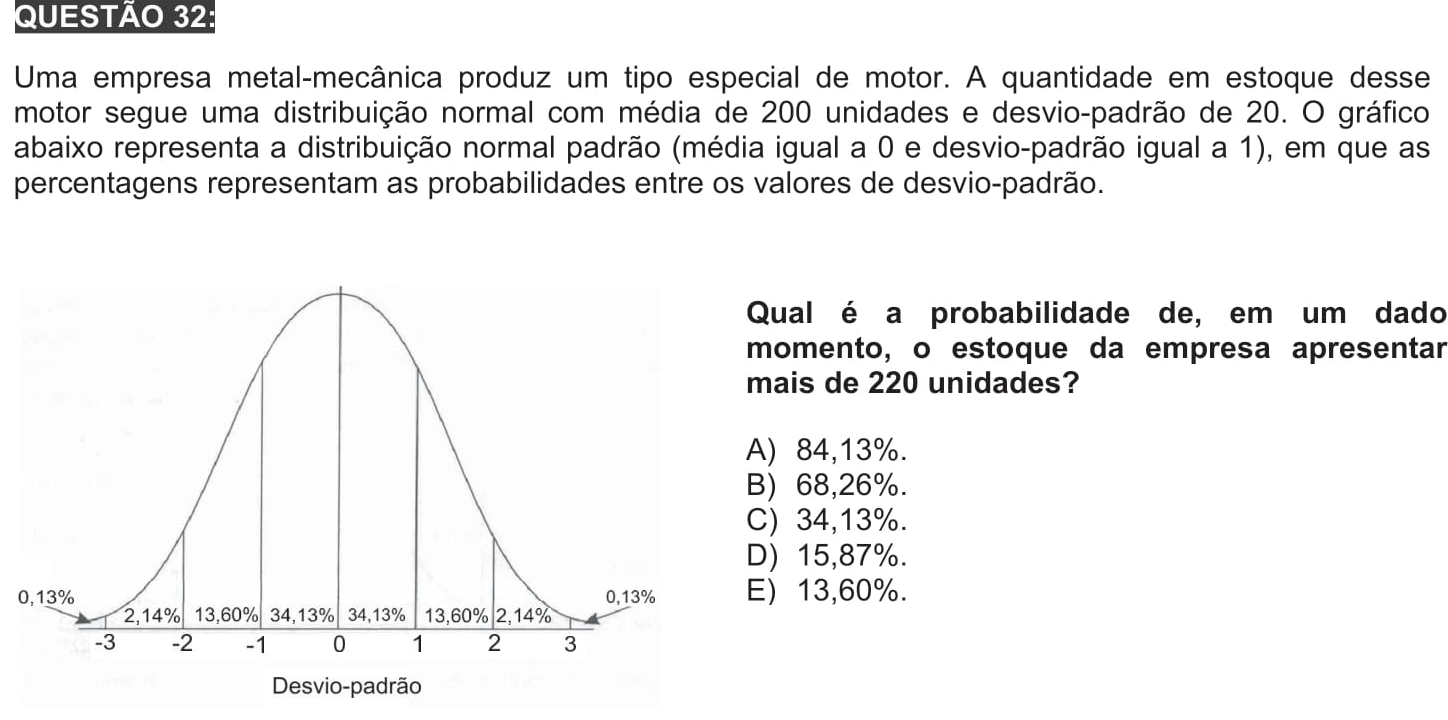 QUESTÃO 32:
Uma empresa metal-mecânica produz um tipo especial de motor. A quantidade em estoque desse
motor segue uma distribuição normal com média de 200 unidades e desvio-padrão de 20. O gráfico
abaixo representa a distribuição normal padrão (média igual a 0 e desvio-padrão igual a 1), em que as
percentagens representam as probabilidades entre os valores de desvio-padrão.
Qual é a probabilidade de, em um dado
momento, o estoque da empresa apresentar
mais de 220 unidades?
A) 84,13%.
B) 68,26%.
C) 34,13%.
D) 15,87%.
E) 13,60%.
0,13% 0,13%
2,14% 13,60% 34,13% 34,13% 13,60% 2,14%
-3 -2 -1 0 1 2 3
Desvio-padrão